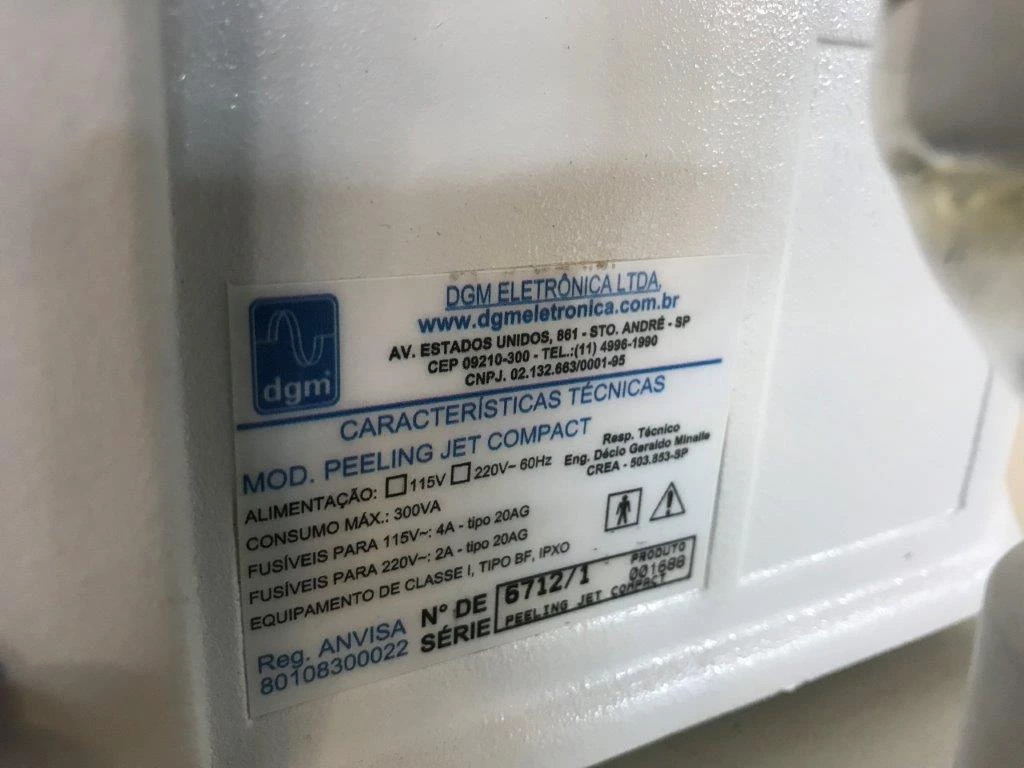 dgm
DGM ELETRÔNICA LTDA.
www.dgmeletronica.com.br
AV. ESTADOS UNIDOS, 861 - STO. ANDRÉ - SP
CEP 09210-300 - TEL.:(11) 4996-1990
CNPJ. 02.132.663/0001-95
CARACTERÍSTICAS TÉCNICAS
MOD. PEELING JET COMPACT
Resp. Técnico
Eng. Décio Geraldo Minalle
CREA - 503.853-SP
ALIMENTAÇÃO: 115V 220V~ 60Hz
CONSUMO MÁX.: 300VA
FUSÍVEIS PARA 115V~: 4A - tipo 20AG
FUSÍVEIS PARA 220V~: 2A - tipo 20AG
EQUIPAMENTO DE CLASSE I, TIPO BF, IPXO
Reg. ANVISA
80108300022
Nº DE
SÉRIE
6712/1
PRODUTO
001688
PEELING JET COMPACT